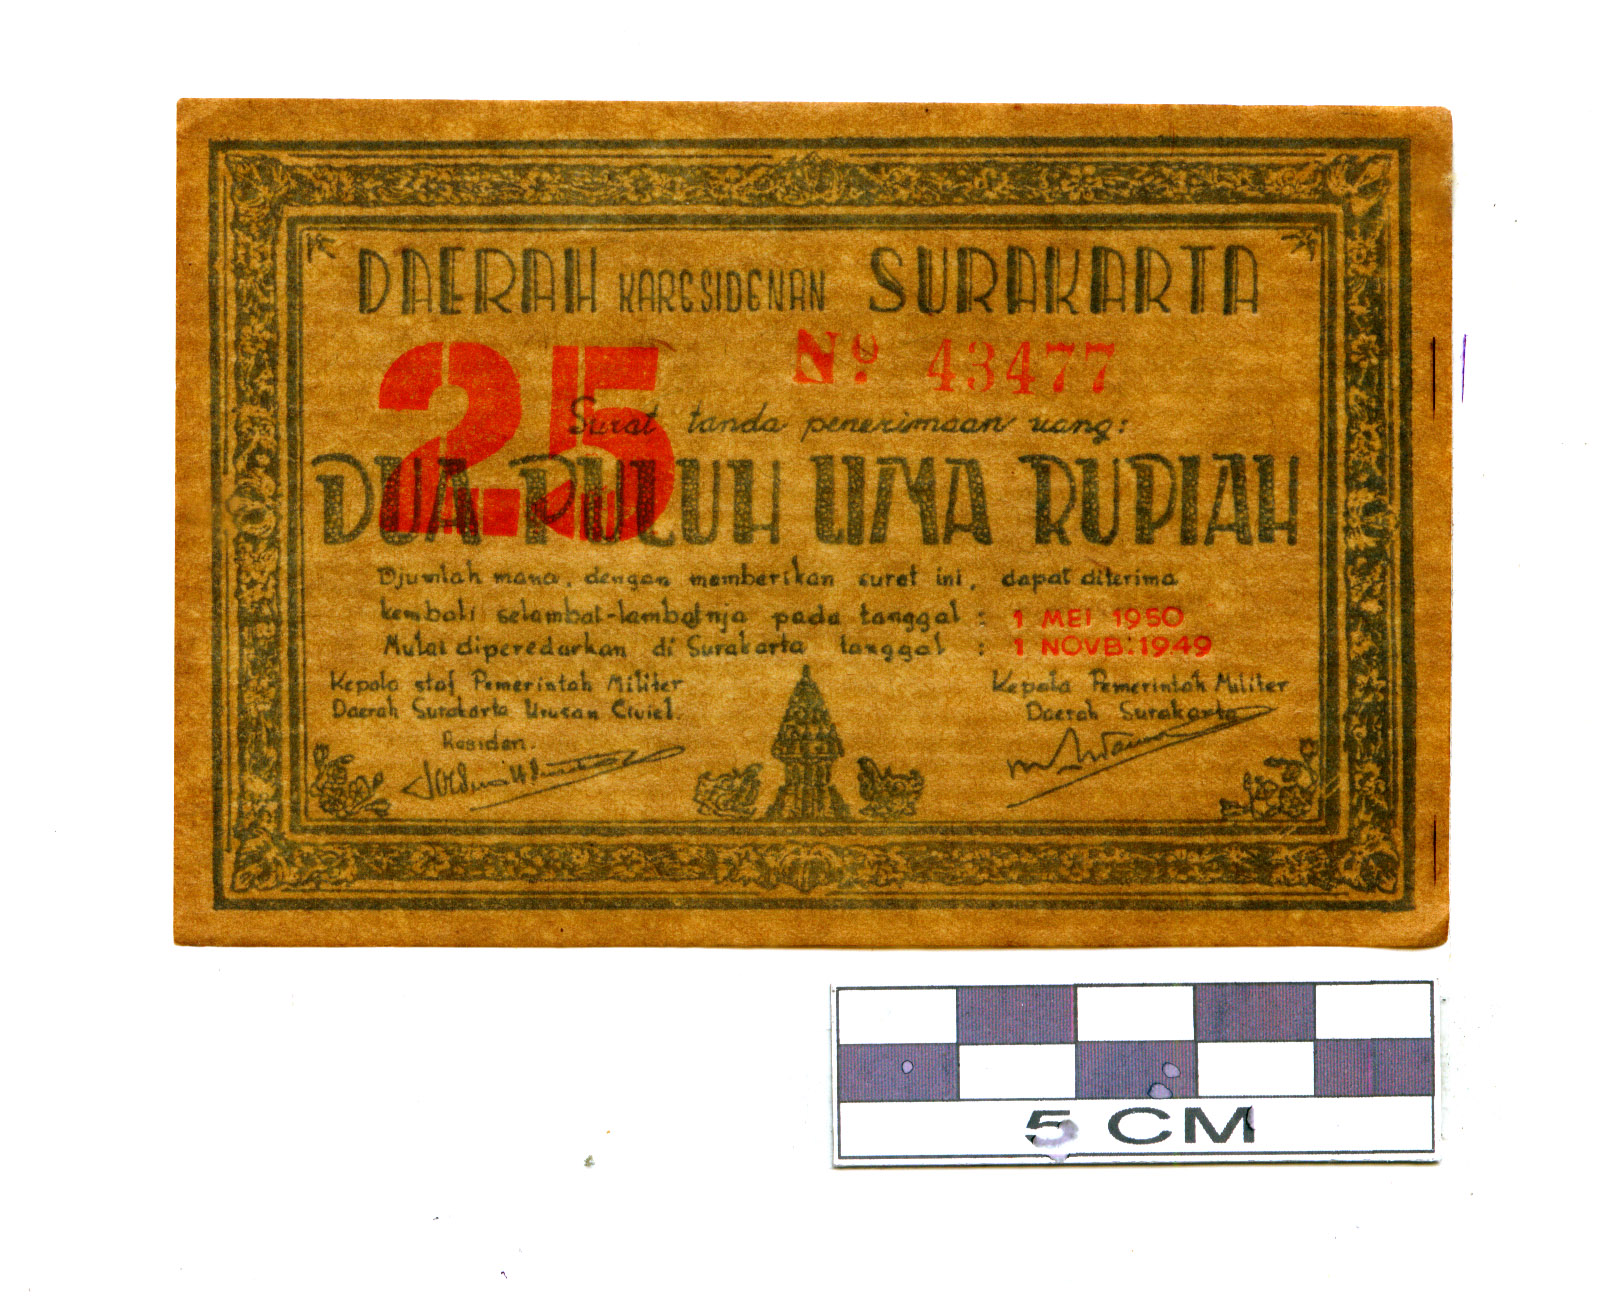 DAERAH KARESIDENAN SURAKARTA
25
No. 43477
Surat tanda penerimaan uang:
DUA PULUH LIMA RUPIAH
Djumlah mana, dengan memberikan surat ini, dapat diterima
kembali selambat-lambatnja pada tanggal : 1 MEI 1950
Mulai diperedarkan di Surakarta tanggal : 1 NOVB: 1949
Kepala staf Pemerintah Militer
Daerah Surakarta Urusan Civiel.
Residen.
Kepala Pemerintah Militer
Daerah Surakarta
5 CM